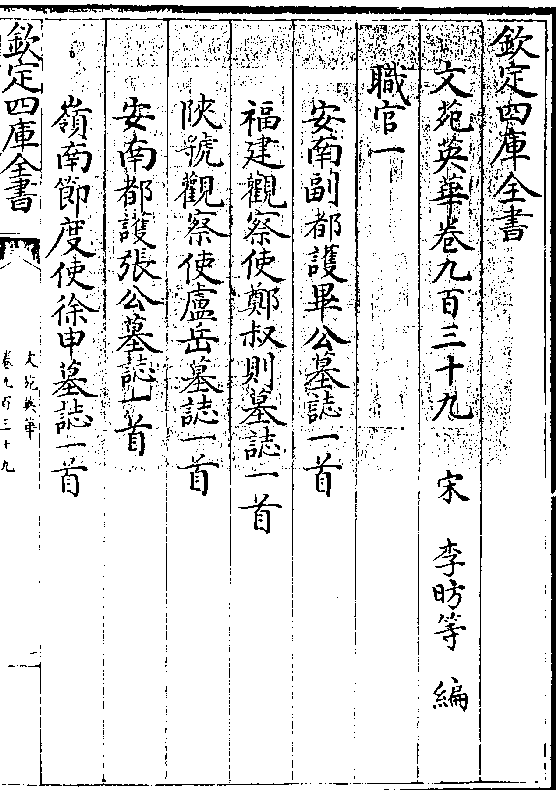 欽定四庫全書
文苑英華卷九百三十九 宋 李昉等 編
職官一
安南副都護畢公墓誌一首
福建觀察使鄭叔則墓誌一首
陜虢觀察使盧岳墓誌一首
安南都護張公墓誌一首
嶺南節度使徐申墓誌一首
欽定四庫全書
文苑英華
卷九百三十九
一